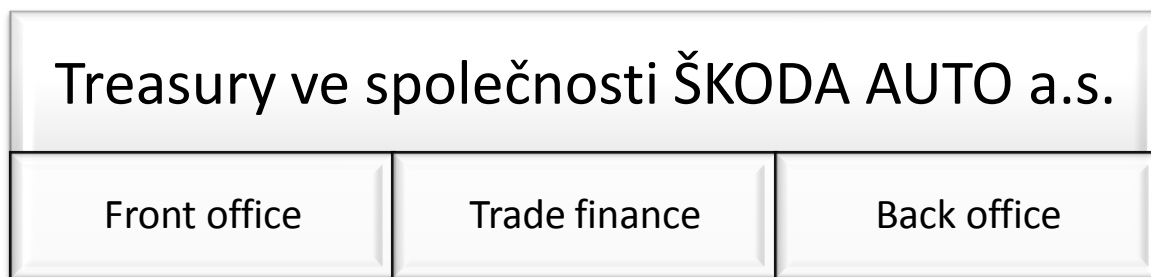 Treasury ve společnosti ŠKODA AUTO a.s.
Front office
Trade finance
Back office